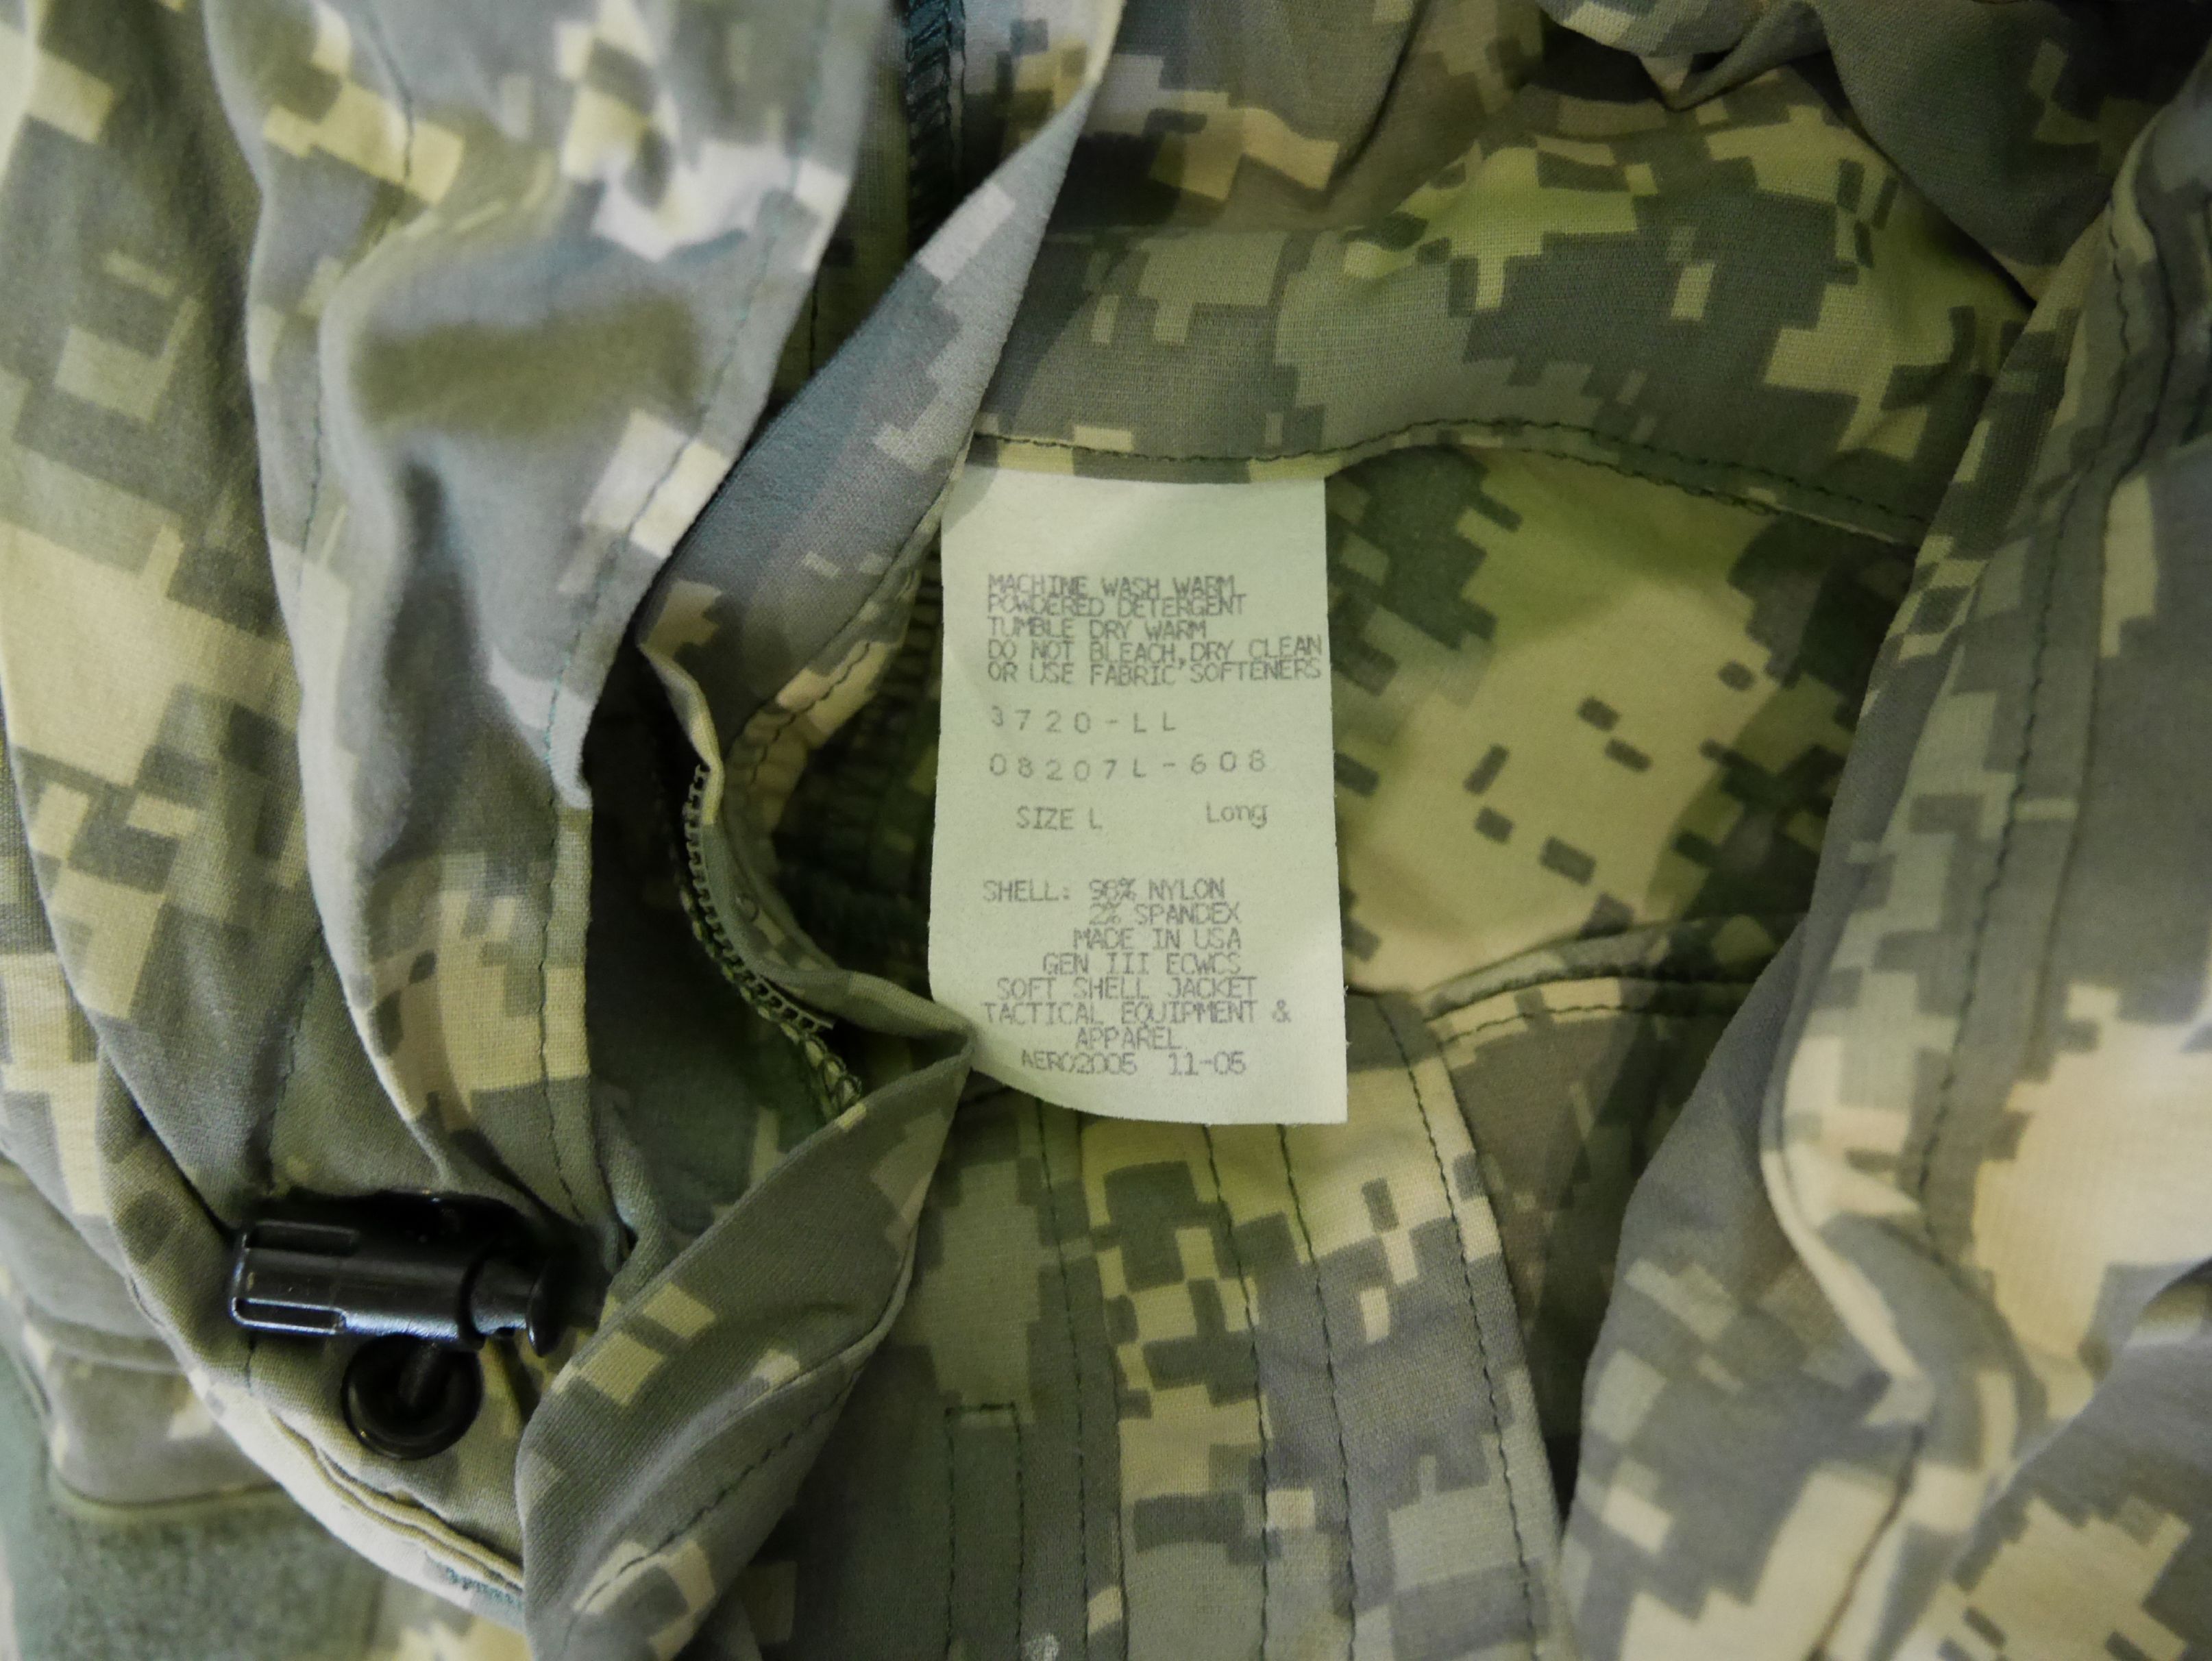 MACHINE WASH WARM
POWDERED DETERGENT
TUMBLE DRY WARM
DO NOT BLEACH, DRY CLEAN
OR USE FABRIC SOFTENERS
3720-LL
08207L-608
SIZE L Long
SHELL: 98% NYLON
2% SPANDEX
MADE IN USA
GEN III ECWCS
SOFT SHELL JACKET
TACTICAL EQUIPMENT &
APPAREL
AERO2005 11-05